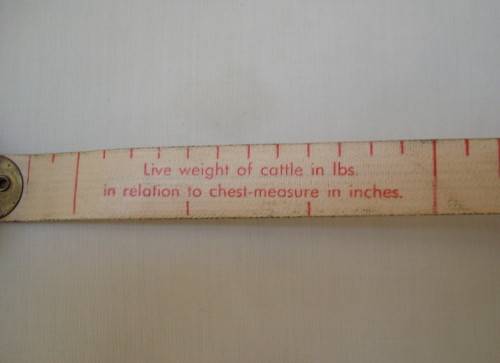 Live weight of cattle in lbs.
in relation to chest-measure in inches.